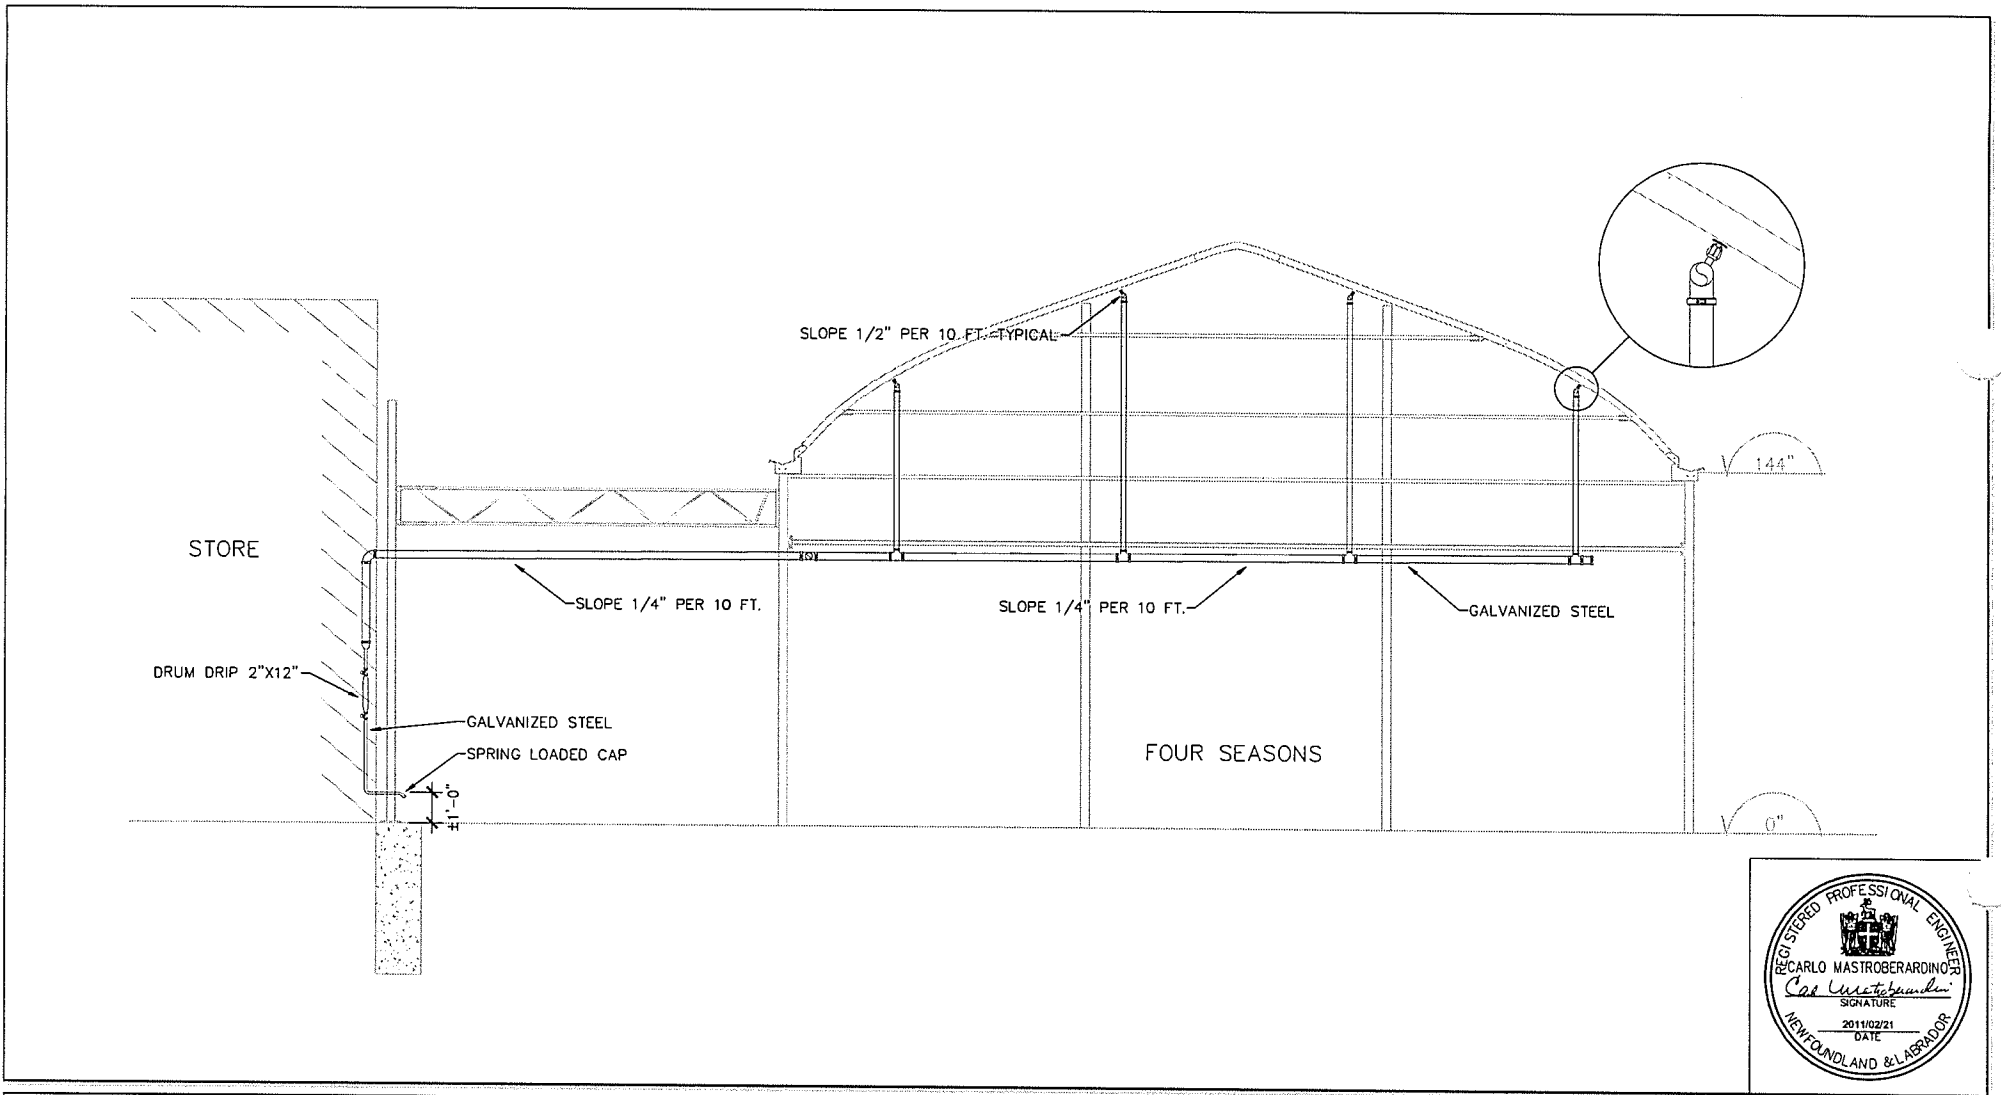 SLOPE 1/2" PER 10 FT. TYPICAL
144"
STORE
SLOPE 1/4" PER 10 FT.
SLOPE 1/4" PER 10 FT.
GALVANIZED STEEL
DRUM DRIP 2"X12"
GALVANIZED STEEL
SPRING LOADED CAP
FOUR SEASONS
±1'-0"
0"
REGISTERED PROFESSIONAL ENGINEER
CARLO MASTROBERARDINO
SIGNATURE
2011/02/21
DATE
NEWFOUNDLAND & LABRADOR